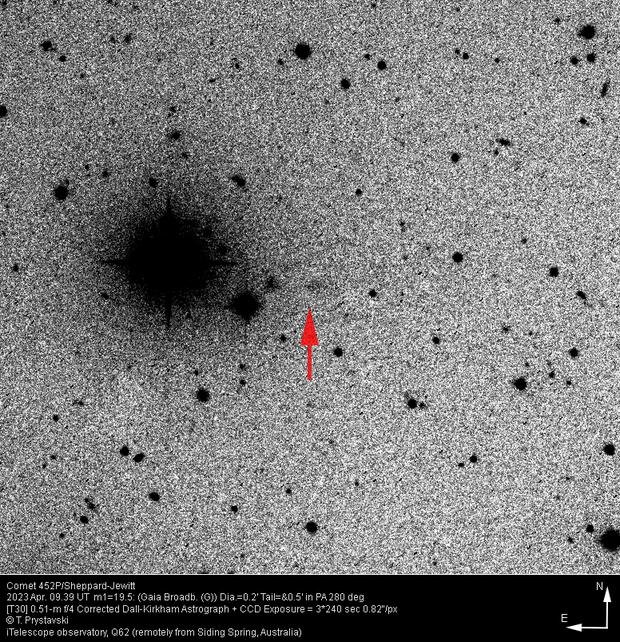 Comet 452P/Sheppard-Jewitt
2023 Apr. 09.39 UT m1=19.5: (Gaia Broadb. (G)) Dia.=0.2' Tail=&0.5' in PA 280 deg
[T30] 0.51-m f/4 Corrected Dall-Kirkham Astrograph + CCD Exposure = 3*240 sec 0.82"/px
© T. Prystavski
iTelescope observatory, Q62 (remotely from Siding Spring, Australia)
N
E